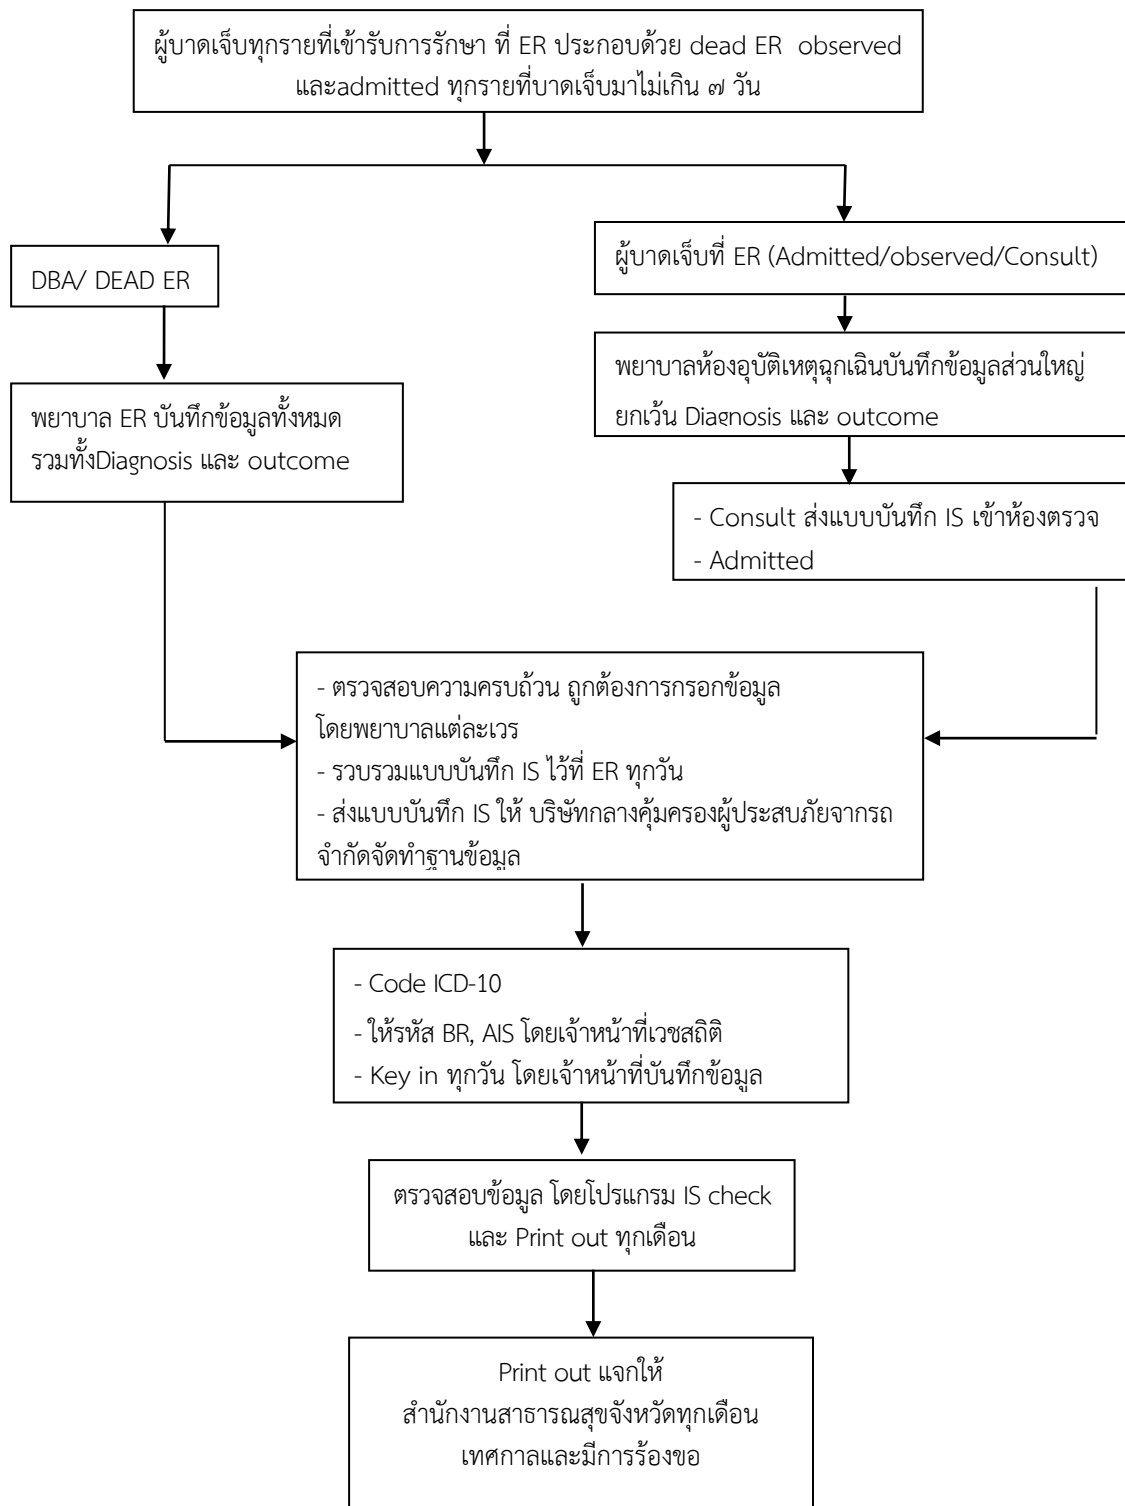 ผู้บาดเจ็บทุกรายที่เข้ารับการรักษา ที่ ER ประกอบด้วย dead ER observed
และadmitted ทุกรายที่บาดเจ็บมาไม่เกิน ๗ วัน
DBA/ DEAD ER
พยาบาล ER บันทึกข้อมูลทั้งหมด
รวมทั้งDiagnosis และ outcome
ผู้บาดเจ็บที่ ER (Admitted/observed/Consult)
พยาบาลห้องอุบัติเหตุฉุกเฉินบันทึกข้อมูลส่วนใหญ่
ยกเว้น Diagnosis และ outcome
- Consult ส่งแบบบันทึก IS เข้าห้องตรวจ
- Admitted
- ตรวจสอบความครบถ้วน ถูกต้องการกรอกข้อมูล
โดยพยาบาลแต่ละเวร
- รวบรวมแบบบันทึก IS ไว้ที่ ER ทุกวัน
- ส่งแบบบันทึก IS ให้ บริษัทกลางคุ้มครองผู้ประสบภัยจากรถ
จำกัดจัดทำฐานข้อมูล
- Code ICD-10
- ให้รหัส BR, AIS โดยเจ้าหน้าที่เวชสถิติ
- Key in ทุกวัน โดยเจ้าหน้าที่บันทึกข้อมูล
ตรวจสอบข้อมูล โดยโปรแกรม IS check
และ Print out ทุกเดือน
Print out แจกให้
สำนักงานสาธารณสุขจังหวัดทุกเดือน
เทศกาลและมีการร้องขอ